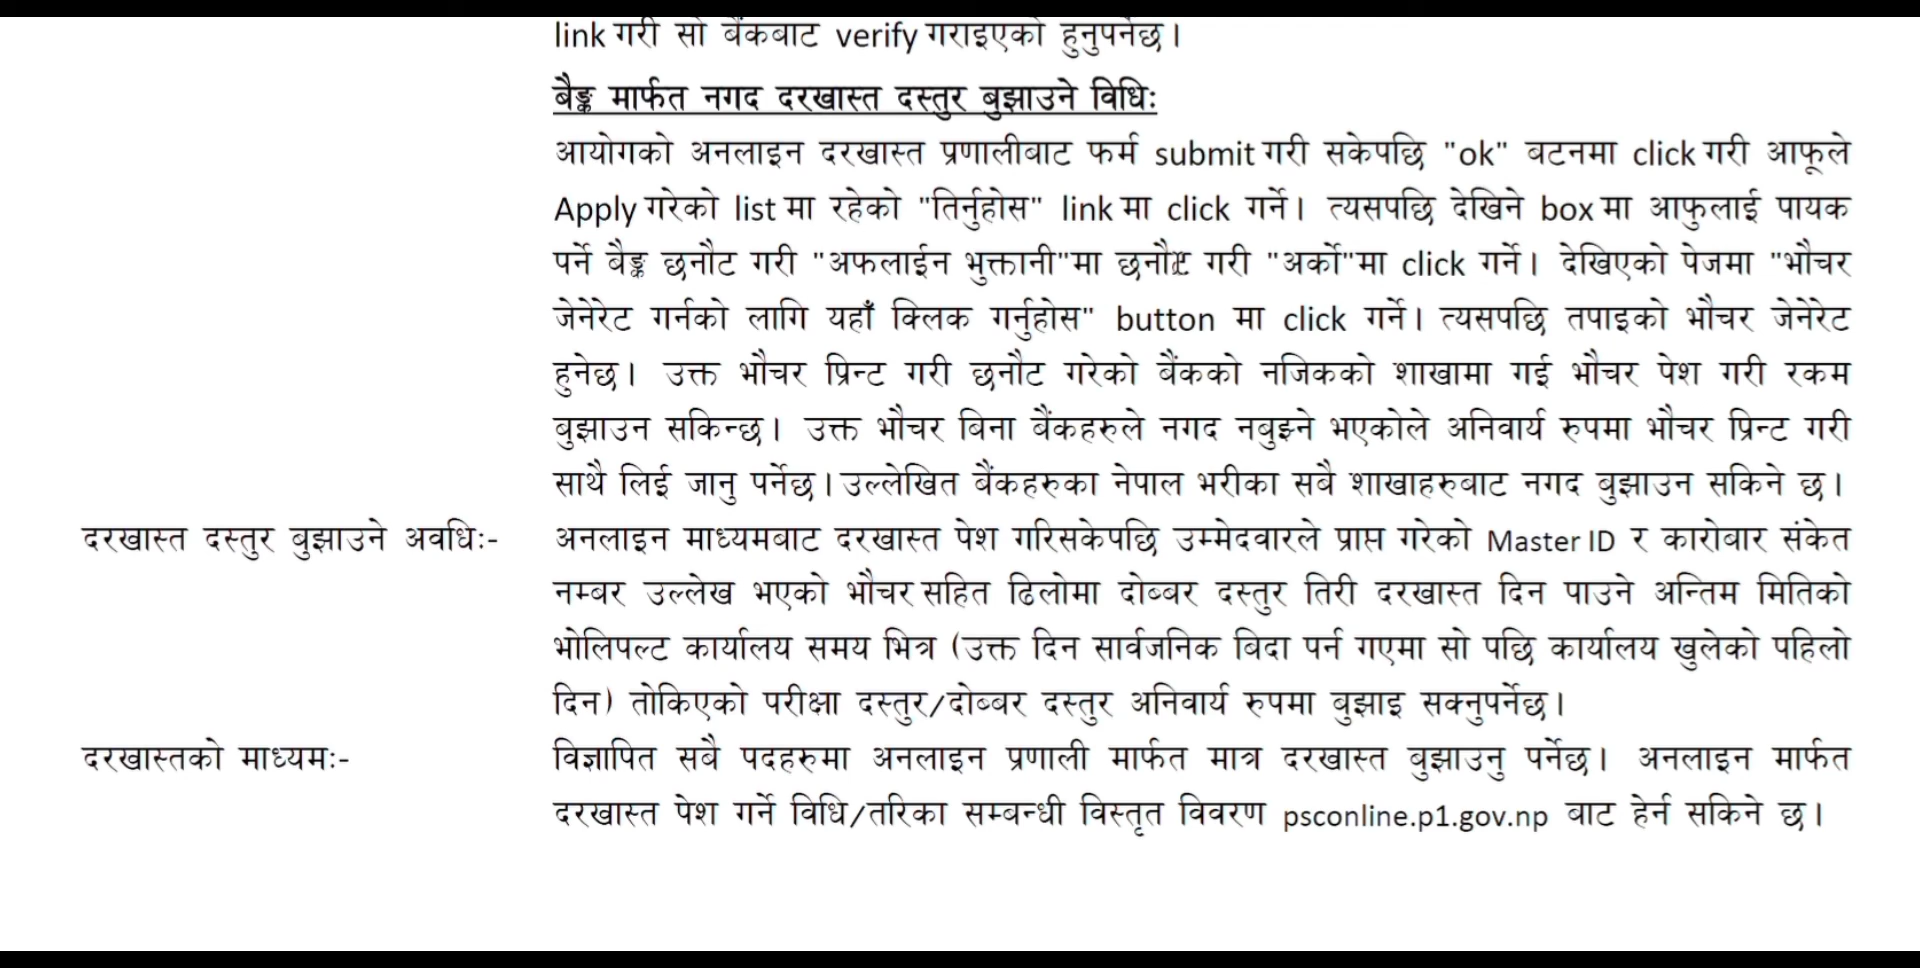 link गरी सो बैंकबाट verify गराइएको हुनुपर्नेछ।
बैङ्क मार्फत नगद दरखास्त दस्तुर बुझाउने विधिः
आयोगको अनलाइन दरखास्त प्रणालीबाट फर्म submit गरी सकेपछि "ok" बटनमा click गरी आफूले
Apply गरेको list मा रहेको "तिर्नुहोस" link मा click गर्ने। त्यसपछि देखिने box मा आफुलाई पायक
पर्ने बैङ्क छनौट गरी "अफलाईन भुक्तानी"मा छनौट गरी "अर्को"मा click गर्ने। देखिएको पेजमा "भौचर
जेनेरेट गर्नको लागि यहाँ क्लिक गर्नुहोस" button मा click गर्ने। त्यसपछि तपाइको भौचर जेनेरेट
हुनेछ। उक्त भौचर प्रिन्ट गरी छनौट गरेको बैंकको नजिकको शाखामा गई भौचर पेश गरी रकम
बुझाउन सकिन्छ। उक्त भौचर बिना बैंकहरुले नगद नबुझ्ने भएकोले अनिवार्य रुपमा भौचर प्रिन्ट गरी
साथै लिई जानु पर्नेछ। उल्लेखित बैंकहरुका नेपाल भरीका सबै शाखाहरुबाट नगद बुझाउन सकिने छ।
दरखास्त दस्तुर बुझाउने अवधिः- अनलाइन माध्यमबाट दरखास्त पेश गरिसकेपछि उम्मेदवारले प्राप्त गरेको Master ID र कारोबार संकेत
नम्बर उल्लेख भएको भौचर सहित ढिलोमा दोब्बर दस्तुर तिरी दरखास्त दिन पाउने अन्तिम मितिको
भोलिपल्ट कार्यालय समय भित्र (उक्त दिन सार्वजनिक बिदा पर्न गएमा सो पछि कार्यालय खुलेको पहिलो
दिन) तोकिएको परीक्षा दस्तुर/दोब्बर दस्तुर अनिवार्य रुपमा बुझाइ सक्नुपर्नेछ।
दरखास्तको माध्यमः- विज्ञापित सबै पदहरुमा अनलाइन प्रणाली मार्फत मात्र दरखास्त बुझाउनु पर्नेछ। अनलाइन मार्फत
दरखास्त पेश गर्ने विधि/तरिका सम्बन्धी विस्तृत विवरण psconline.p1.gov.np बाट हेर्न सकिने छ।